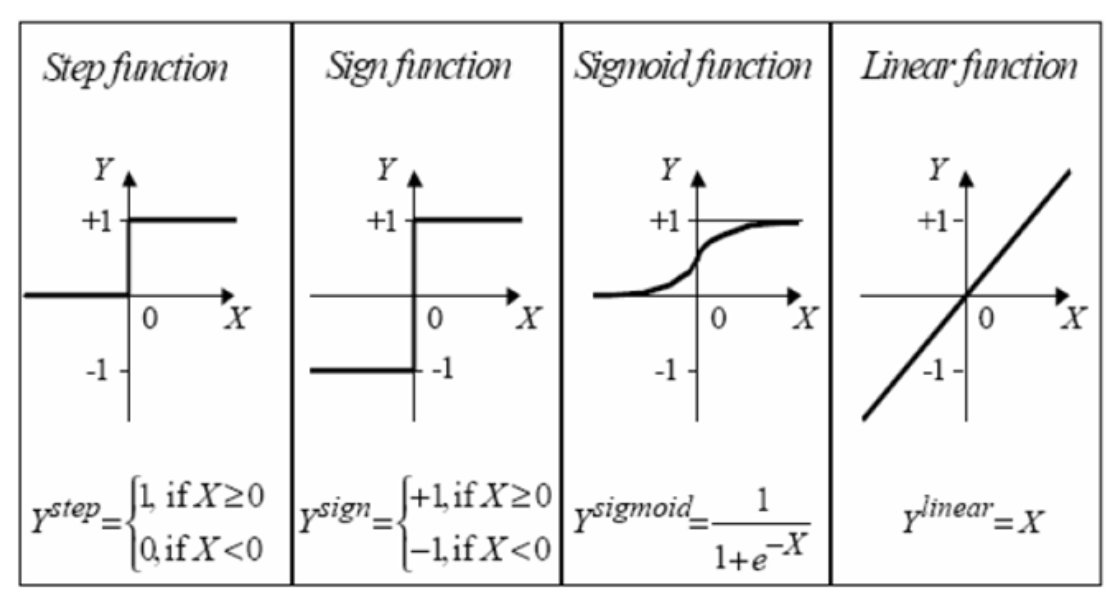 Step function
Y
+1
0
X
-1
Y^step = {1, if X≥0
0, if X<0
Sign function
Y
+1
0
X
-1
Y^sign = {+1, if X≥0
−1, if X<0
Sigmoid function
Y
+1
0
X
-1
Y^sigmoid = 1/(1+e^−X)
Linear function
Y
+1
0
X
-1
Y^linear = X